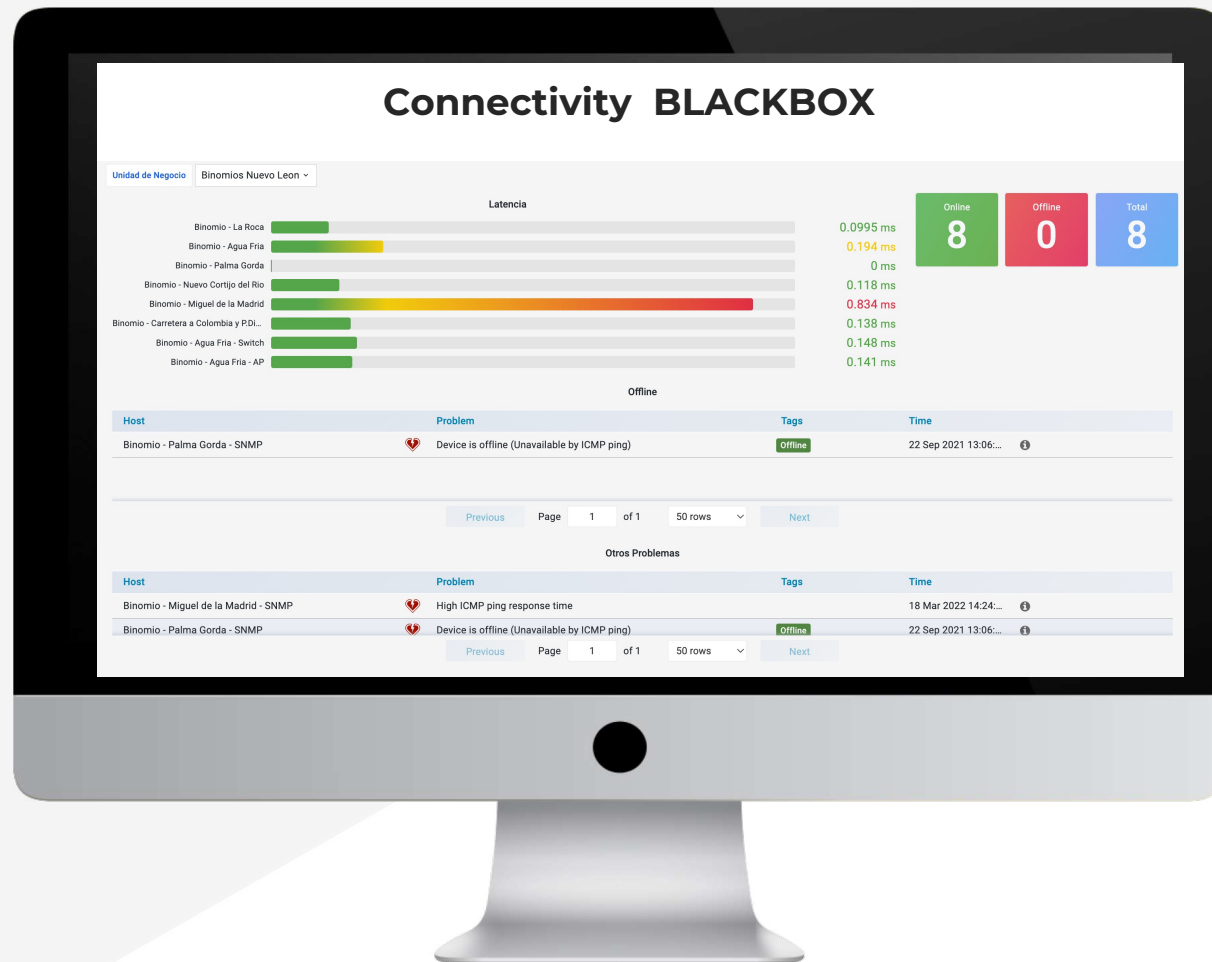 Connectivity BLACKBOX
Unidad de Negocio Binomios Nuevo Leon
Latencia
Online Offline Total
8 0 8
Binomio - La Roca 0.0995 ms
Binomio - Agua Fria 0.194 ms
Binomio - Palma Gorda 0 ms
Binomio - Nuevo Cortijo del Rio 0.118 ms
Binomio - Miguel de la Madrid 0.834 ms
Binomio - Carretera a Colombia y P.Di... 0.138 ms
Binomio - Agua Fria - Switch 0.148 ms
Binomio - Agua Fria - AP 0.141 ms
Offline
Host Problem Tags Time
Binomio - Palma Gorda - SNMP Device is offline (Unavailable by ICMP ping) Offline 22 Sep 2021 13:06:...
Previous Page 1 of 1 50 rows Next
Otros Problemas
Host Problem Tags Time
Binomio - Miguel de la Madrid - SNMP High ICMP ping response time 18 Mar 2022 14:24:...
Binomio - Palma Gorda - SNMP Device is offline (Unavailable by ICMP ping) Offline 22 Sep 2021 13:06:...
Previous Page 1 of 1 50 rows Next